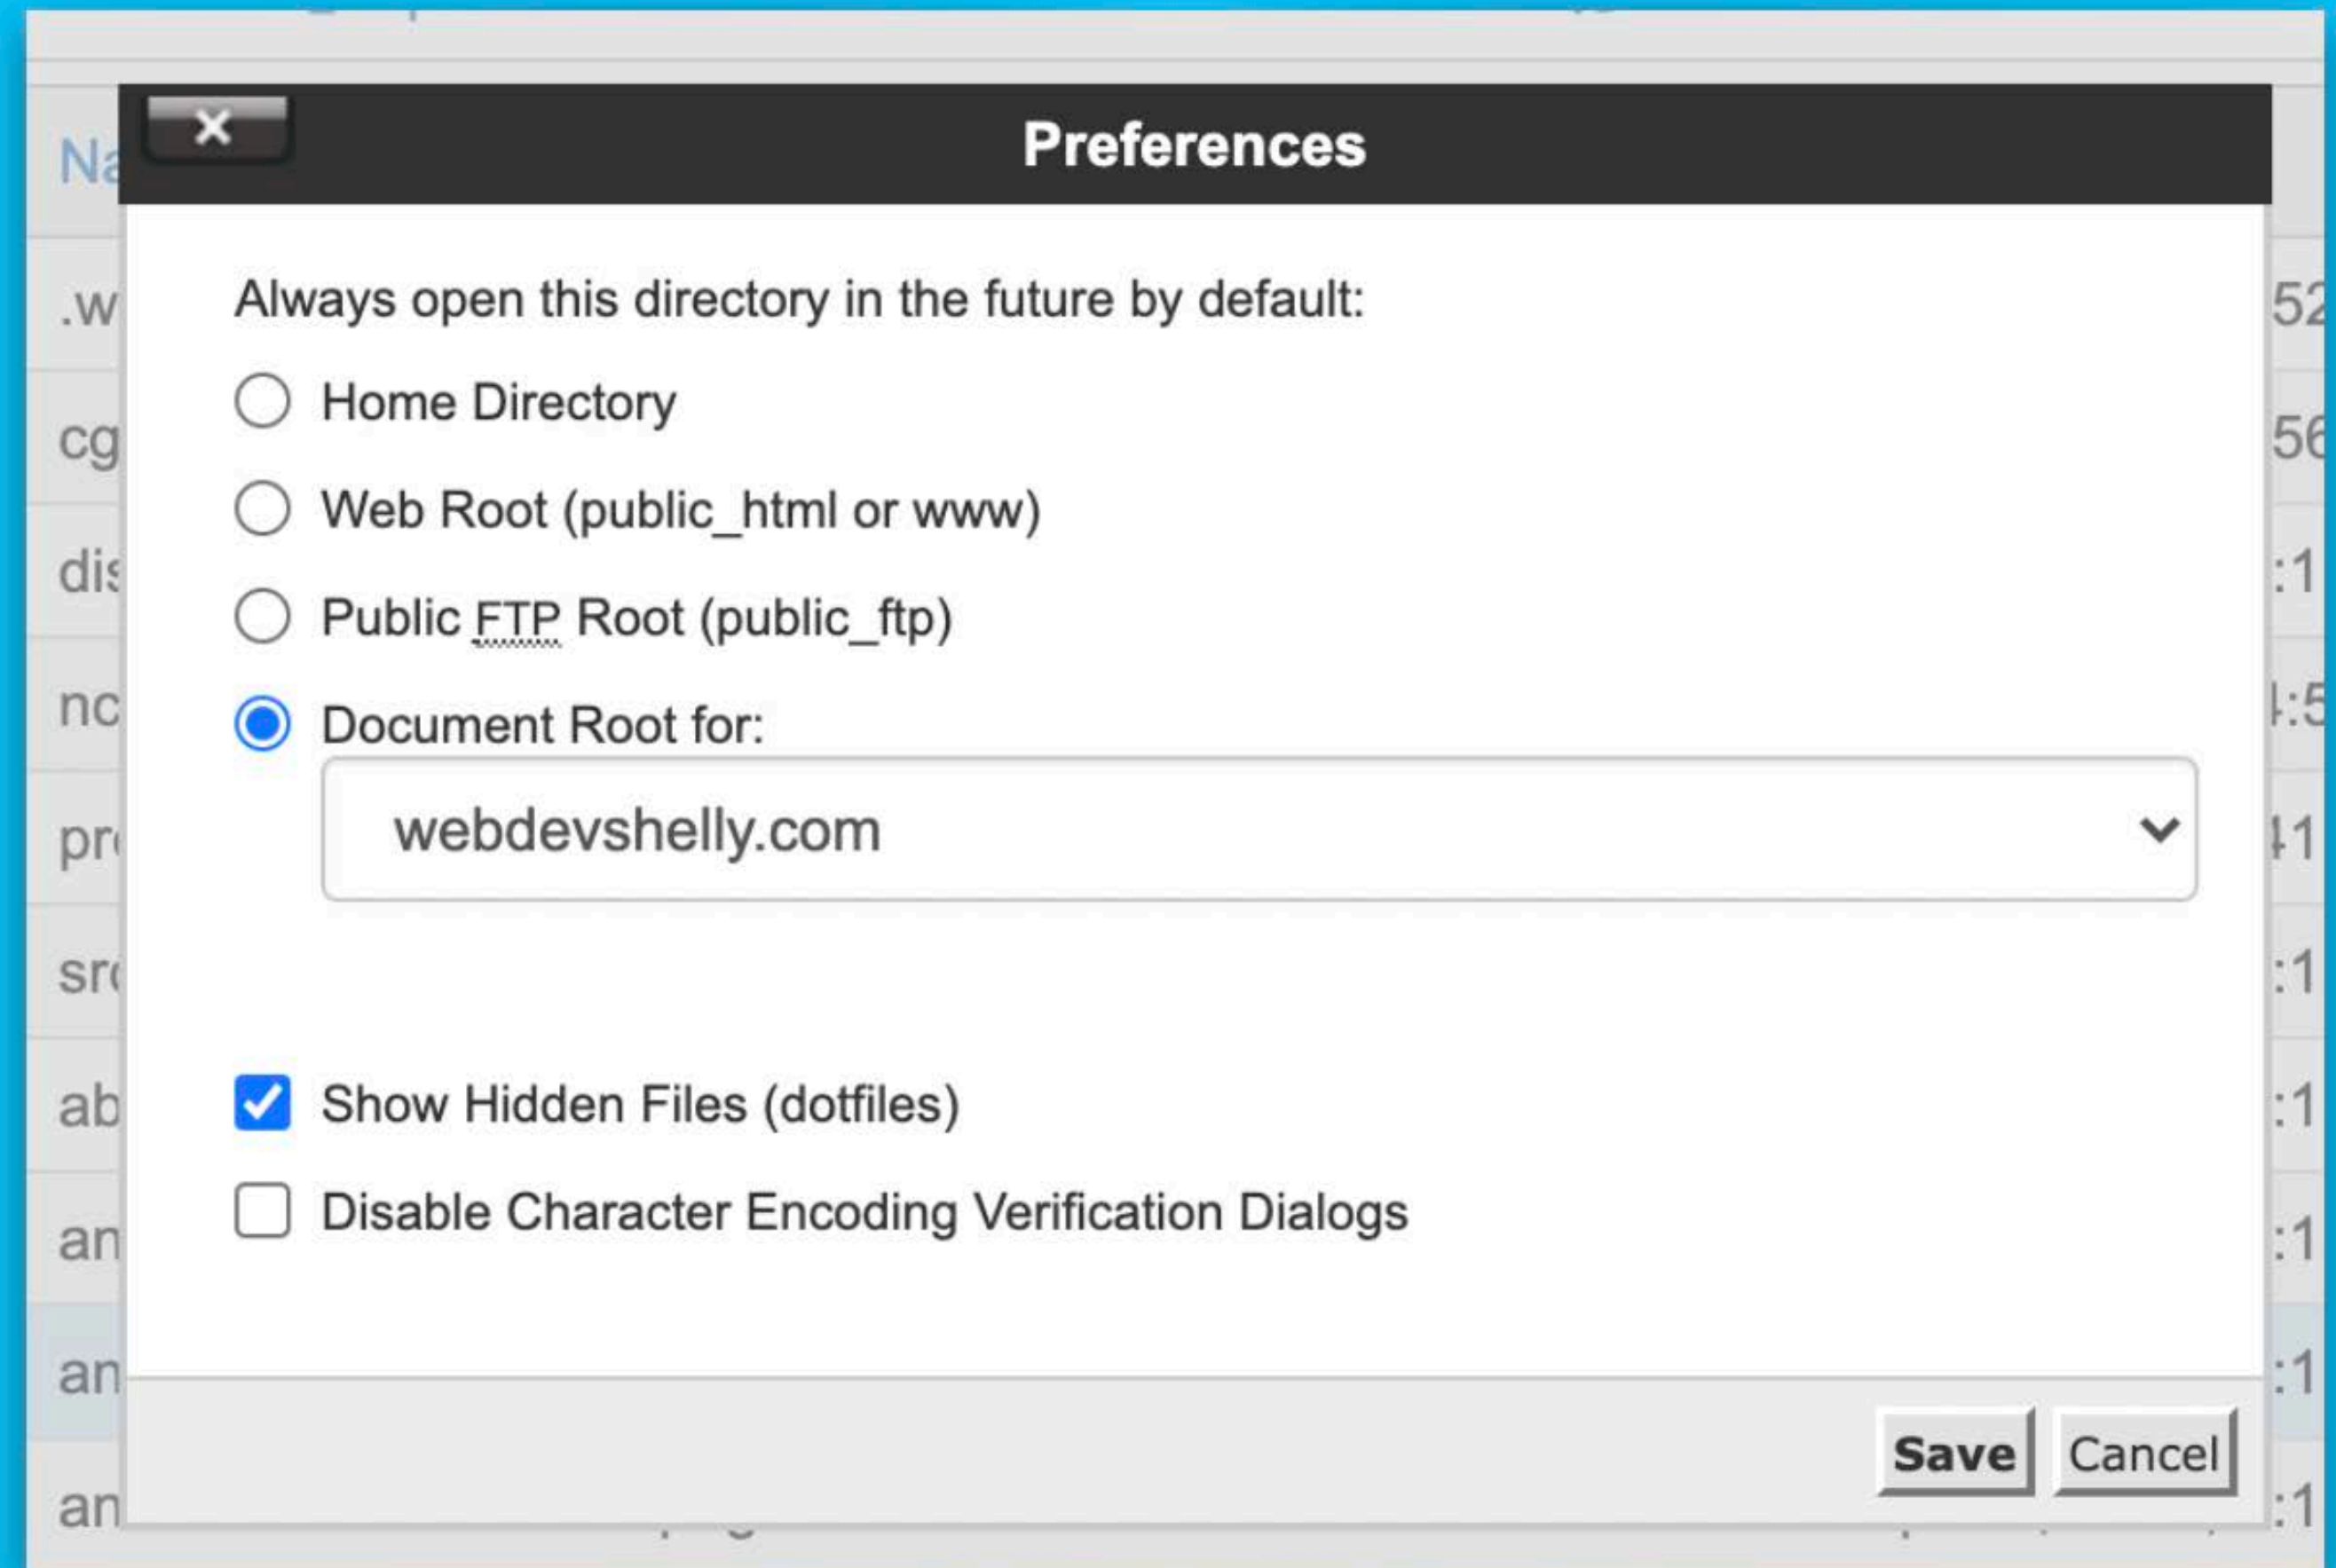 Preferences
Always open this directory in the future by default:
Home Directory
Web Root (public_html or www)
Public FTP Root (public_ftp)
Document Root for:
webdevshelly.com
Show Hidden Files (dotfiles)
Disable Character Encoding Verification Dialogs
Save Cancel